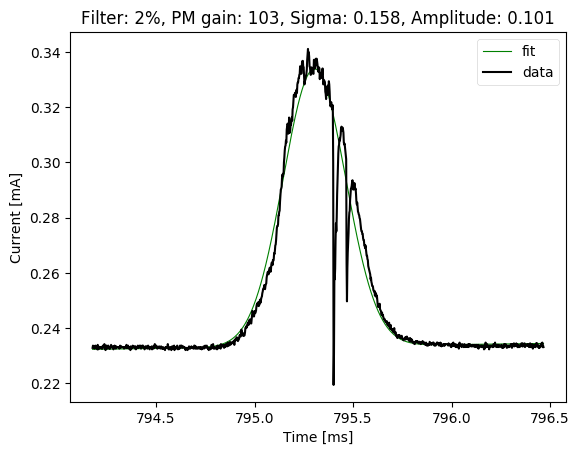 Filter: 2%, PM gain: 103, Sigma: 0.158, Amplitude: 0.101
fit
data
Current [mA]
0.34
0.32
0.30
0.28
0.26
0.24
0.22
794.5 795.0 795.5 796.0 796.5
Time [ms]